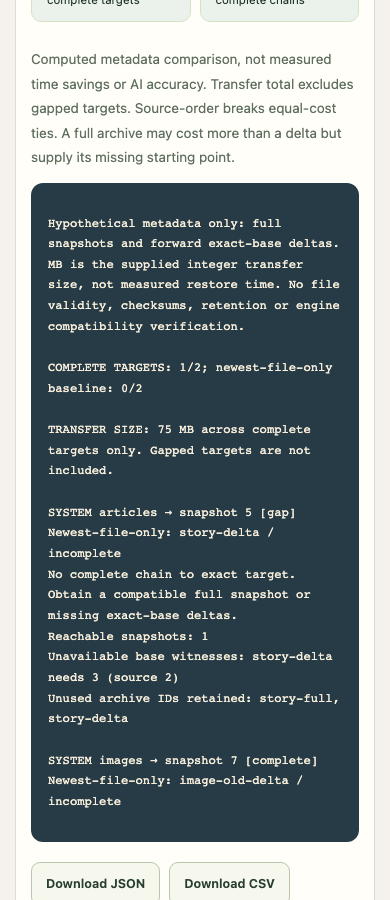 complete targets
complete chains
Computed metadata comparison, not measured
time savings or AI accuracy. Transfer total excludes
gapped targets. Source-order breaks equal-cost
ties. A full archive may cost more than a delta but
supply its missing starting point.
Hypothetical metadata only: full
snapshots and forward exact-base deltas.
MB is the supplied integer transfer
size, not measured restore time. No file
validity, checksums, retention or engine
compatibility verification.
COMPLETE TARGETS: 1/2; newest-file-only
baseline: 0/2
TRANSFER SIZE: 75 MB across complete
targets only. Gapped targets are not
included.
SYSTEM articles → snapshot 5 [gap]
Newest-file-only: story-delta /
incomplete
No complete chain to exact target.
Obtain a compatible full snapshot or
missing exact-base deltas.
Reachable snapshots: 1
Unavailable base witnesses: story-delta
needs 3 (source 2)
Unused archive IDs retained: story-full,
story-delta
SYSTEM images → snapshot 7 [complete]
Newest-file-only: image-old-delta /
incomplete
Download JSON
Download CSV